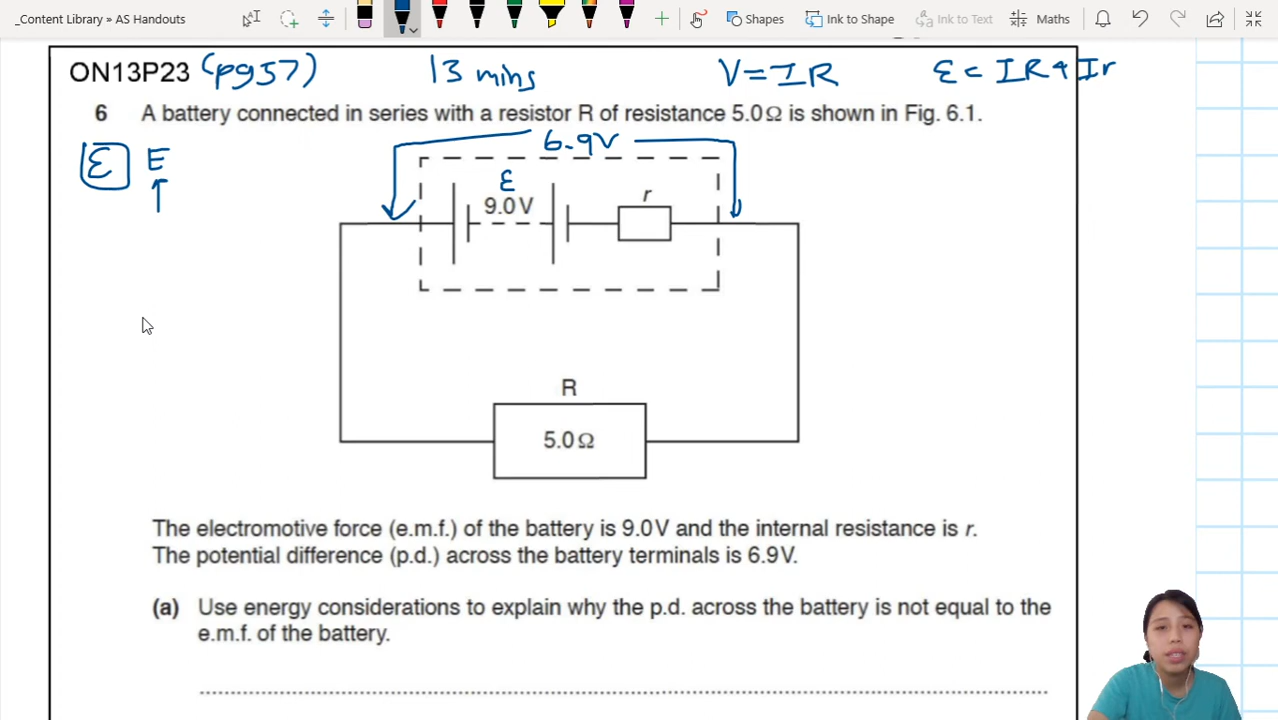 _Content Library » AS Handouts
Shapes Ink to Shape Ink to Text Maths
ON13P23 (pg57) 13 mins V=IR ε= IR+Ir
6 A battery connected in series with a resistor R of resistance 5.0Ω is shown in Fig. 6.1.
6.9V
ε E
ε
9.0V
r
R
5.0Ω
The electromotive force (e.m.f.) of the battery is 9.0V and the internal resistance is r.
The potential difference (p.d.) across the battery terminals is 6.9V.
(a) Use energy considerations to explain why the p.d. across the battery is not equal to the
e.m.f. of the battery.